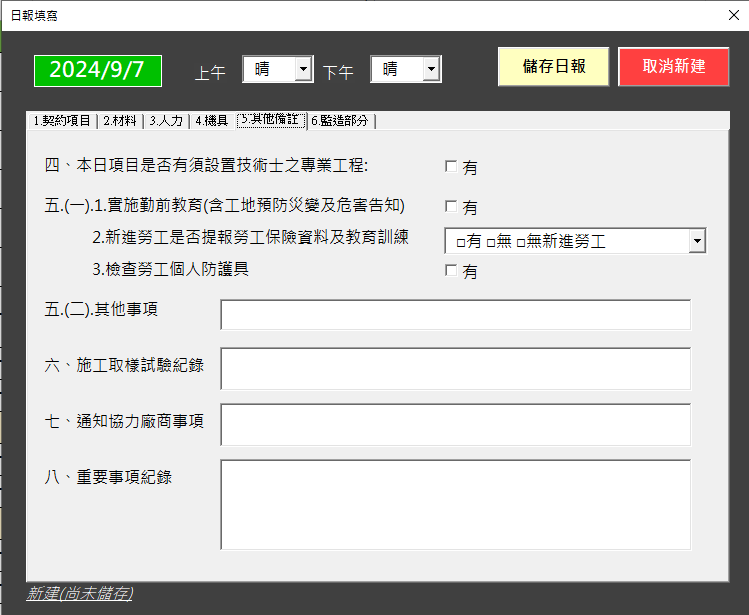 日報填寫
2024/9/7 上午 晴 下午 晴 儲存日報 取消新建
1.契約項目 2.材料 3.人力 4.機具 5.其他備註 6.監造部分
四、本日項目是否有須設置技術士之專業工程: 有
五.(一).1.實施勤前教育(含工地預防災變及危害告知) 有
2.新進勞工是否提報勞工保險資料及教育訓練 □有 □無 □無新進勞工
3.檢查勞工個人防護具 有
五.(二).其他事項
六、施工取樣試驗紀錄
七、通知協力廠商事項
八、重要事項紀錄
新建(尚未儲存)